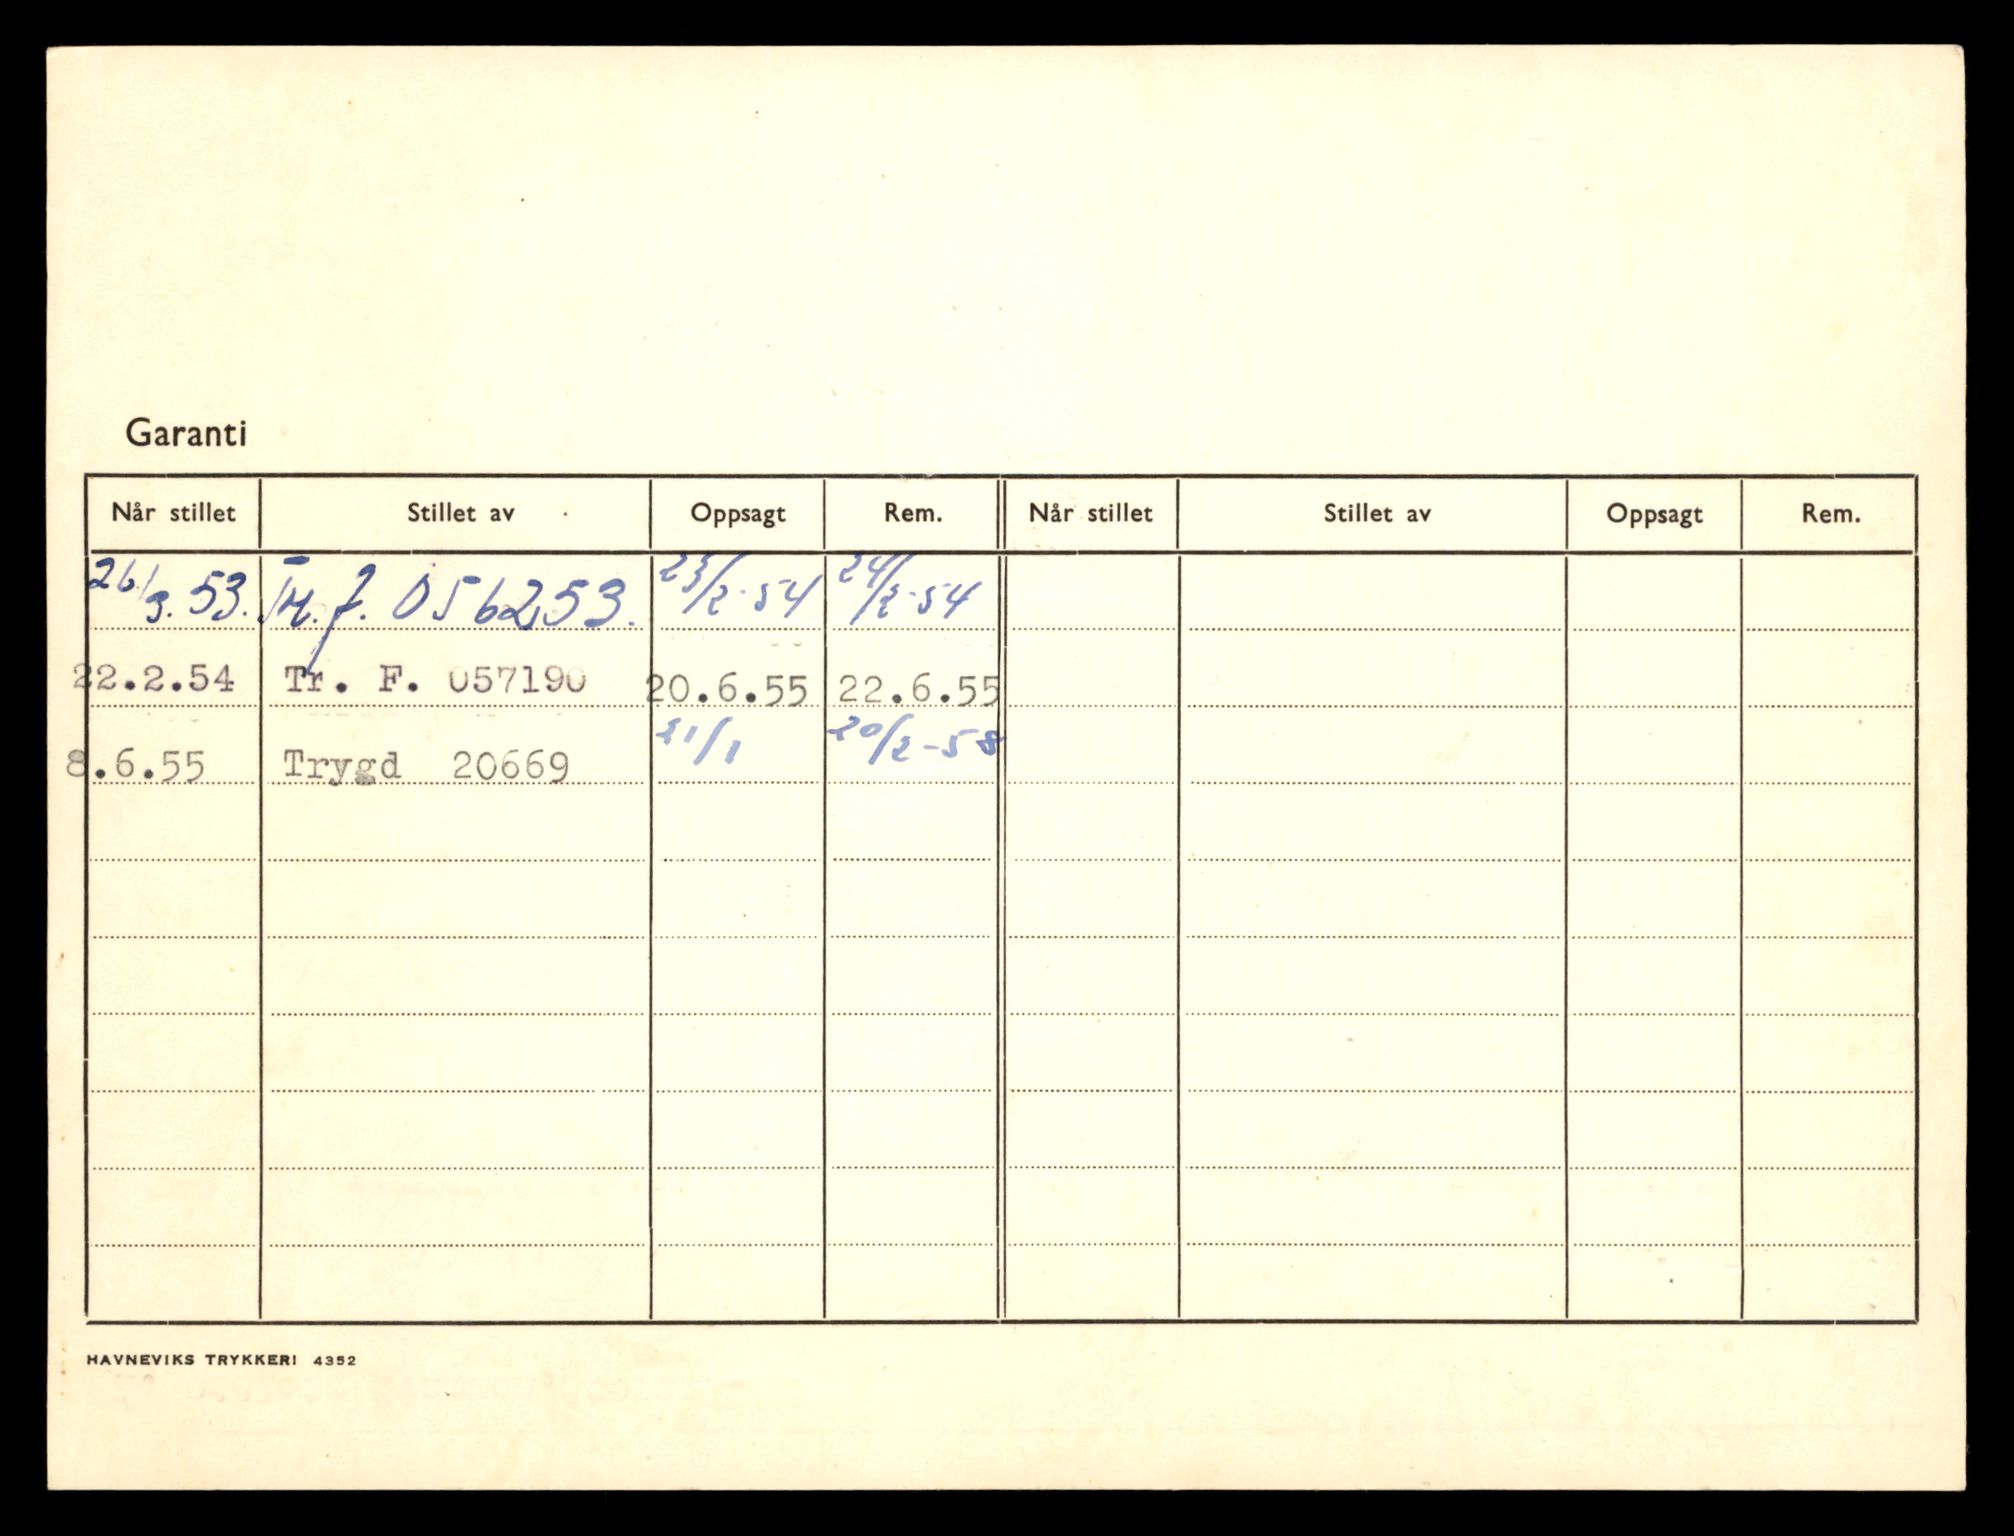 Garanti
Når stillet Stillet av Oppsagt Rem. Når stillet Stillet av Oppsagt Rem.
26/3. 53. Tr. f. 056253. 23/2-54 24/2-54
22.2.54 Tr. F. 057190 20.6.55 22.6.55
8.6.55 Trygd 20669 21/1 20/2-58
HAVNEVIKS TRYKKERI 4352